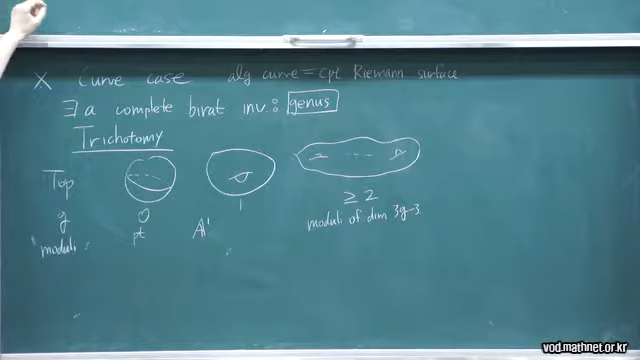 X Curve case alg curve = cpt Riemann surface
∃ a complete birat inv.: genus
Trichotomy
Top
g 0 1 ≥ 2
"moduli : pt A¹ moduli of dim 3g-3
vod.mathnet.or.kr